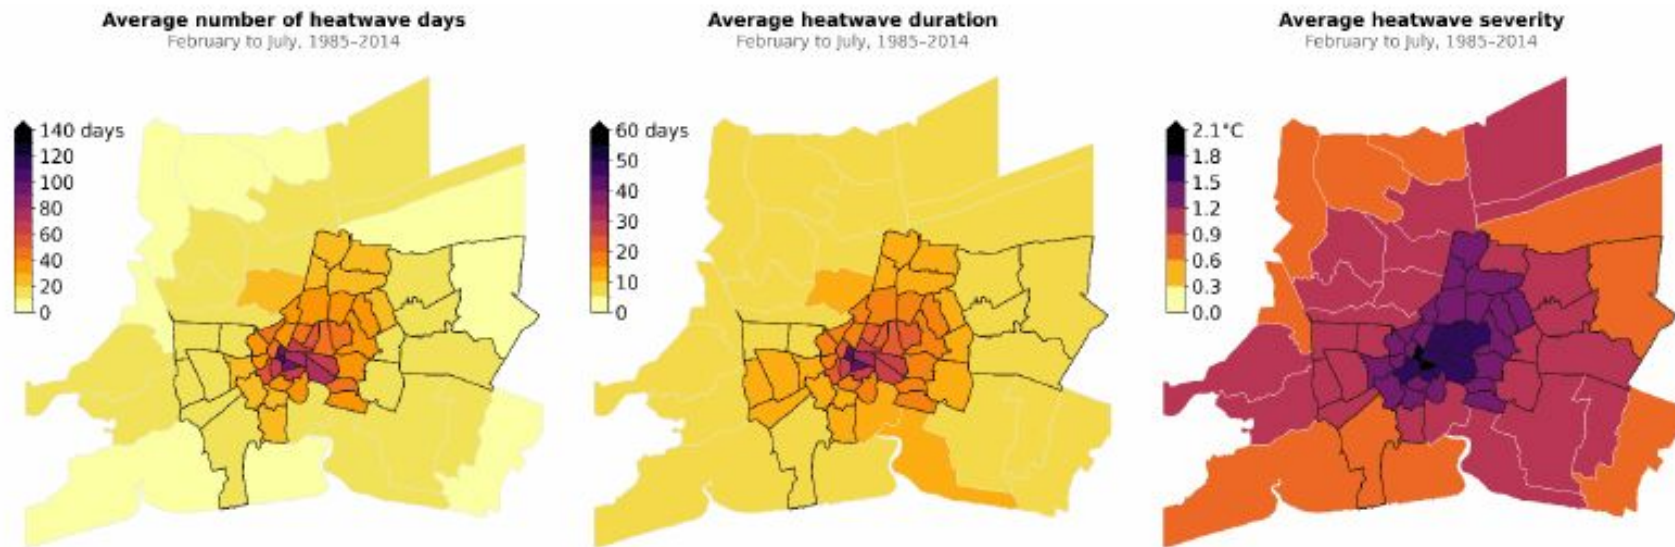 Average number of heatwave days
February to July, 1985–2014
140 days
120
100
80
60
40
20
0
Average heatwave duration
February to July, 1985–2014
60 days
50
40
30
20
10
0
Average heatwave severity
February to July, 1985–2014
2.1°C
1.8
1.5
1.2
0.9
0.6
0.3
0.0